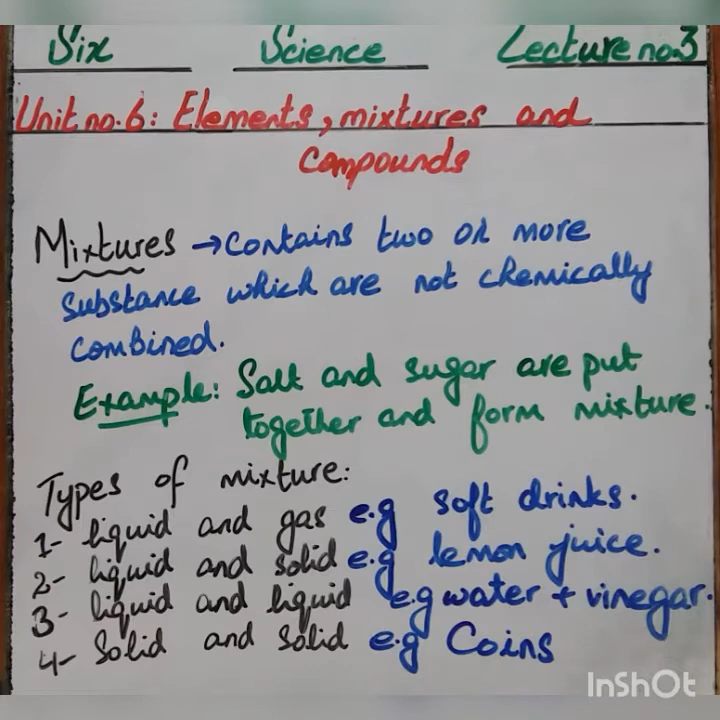 Six Science Lecture no.3
Unit no.6: Elements, mixtures and
compounds
Mixtures → Contains two or more
substance which are not chemically
combined.
Example: Salt and sugar are put
together and form mixture.
Types of mixture:
1- liquid and gas e.g soft drinks.
2- liquid and solid e.g lemon juice.
3- liquid and liquid e.g water + vinegar.
4- Solid and solid e.g Coins
InShOt